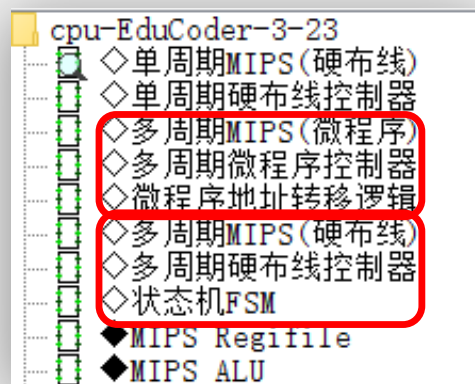 cpu-EduCoder-3-23
◇单周期MIPS(硬布线)
◇单周期硬布线控制器
◇多周期MIPS(微程序)
◇多周期微程序控制器
◇微程序地址转移逻辑
◇多周期MIPS(硬布线)
◇多周期硬布线控制器
◇状态机FSM
◆MIPS Regifile
◆MIPS ALU